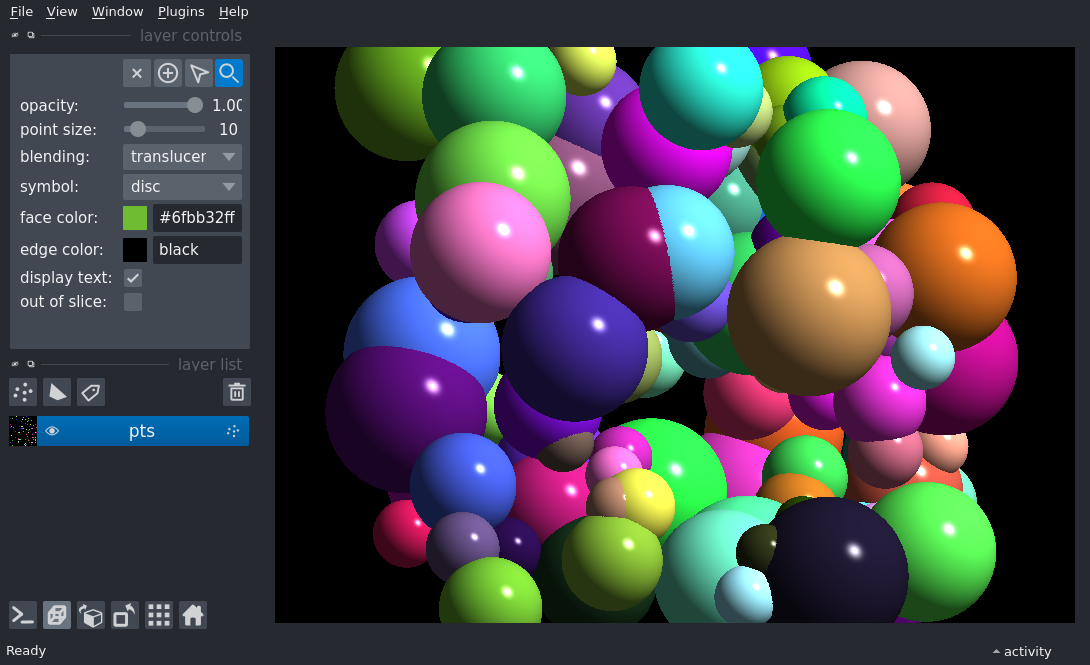 File View Window Plugins Help
layer controls
opacity: 1.00
point size: 10
blending: translucer
symbol: disc
face color: #6fbb32ff
edge color: black
display text:
out of slice:
layer list
pts
Ready
activity